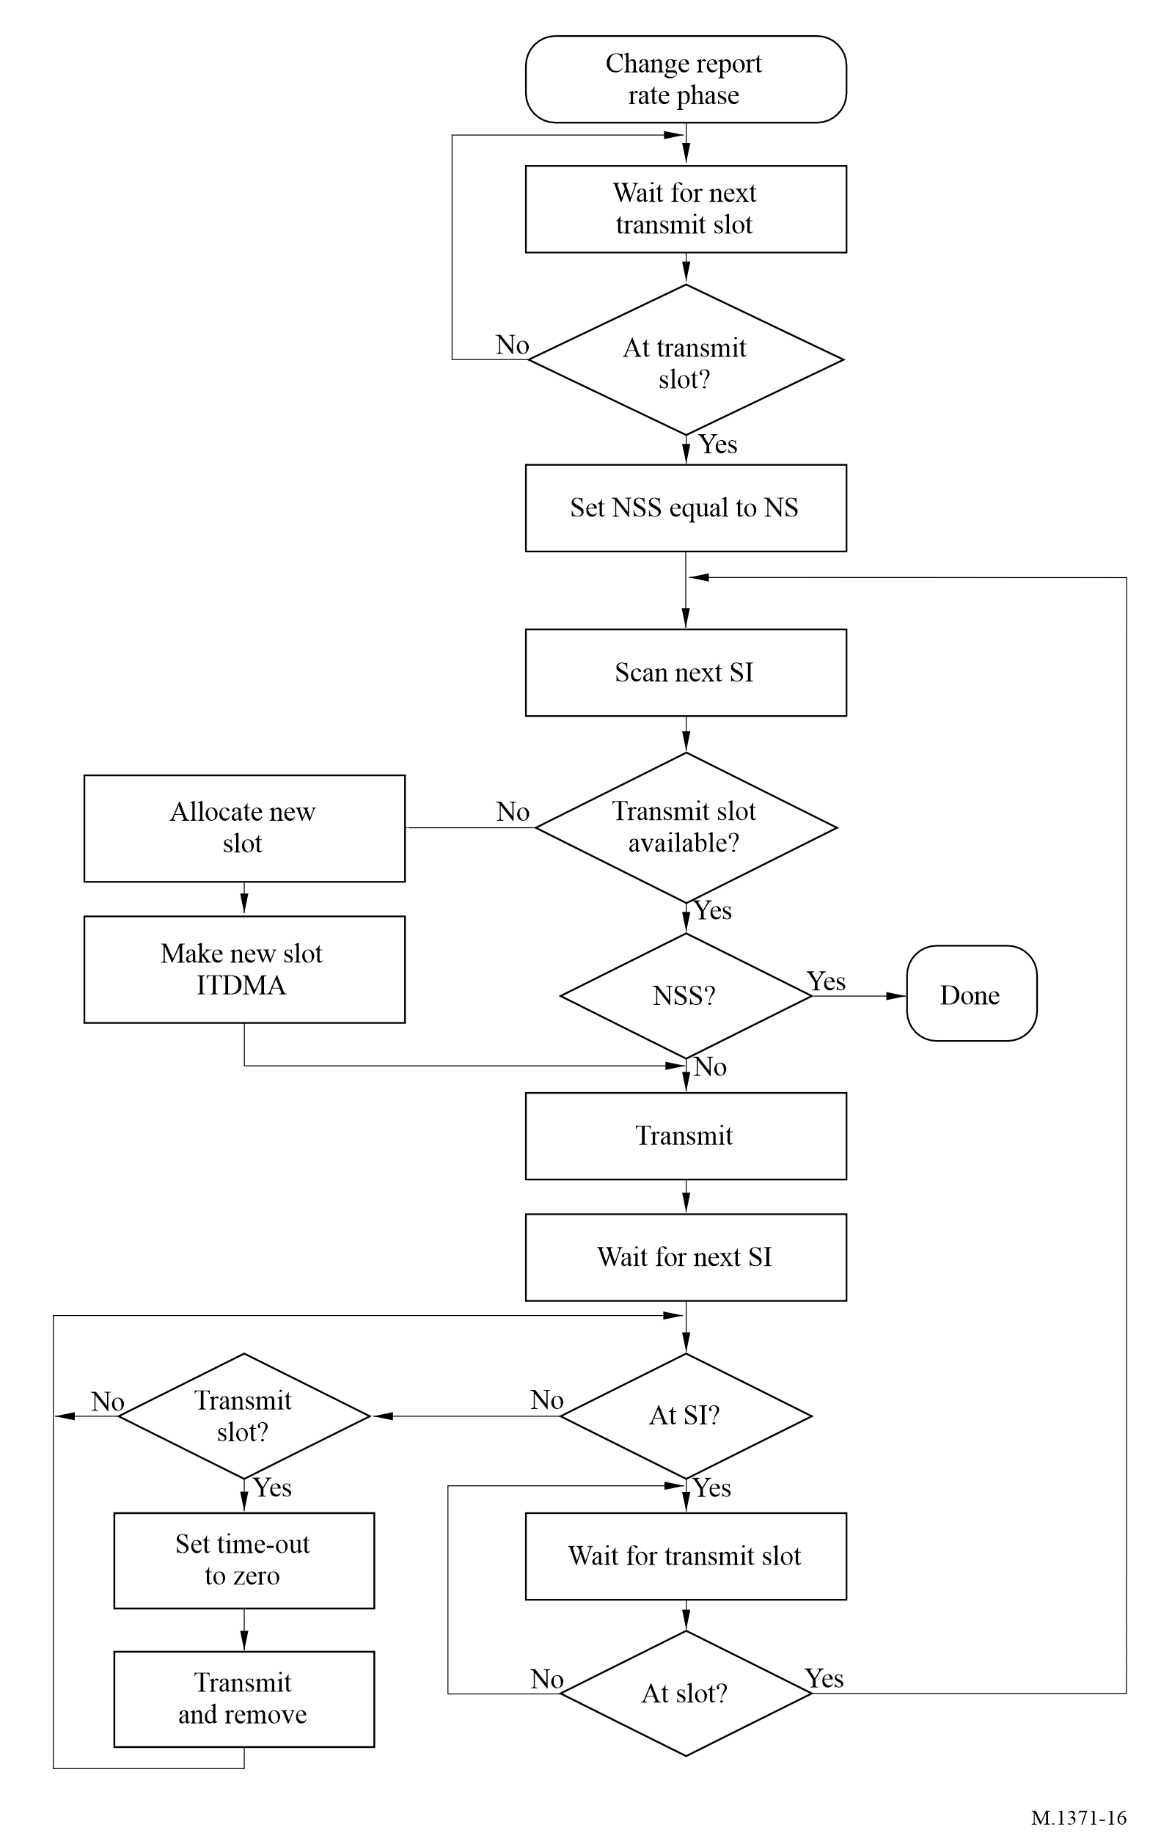 Change report
rate phase
Wait for next
transmit slot
No
At transmit
slot?
Yes
Set NSS equal to NS
Scan next SI
Allocate new
slot
No
Transmit slot
available?
Yes
Make new slot
ITDMA
NSS?
Yes
Done
No
Transmit
Wait for next SI
No
Transmit
slot?
No
At SI?
Yes
Yes
Set time-out
to zero
Wait for transmit slot
Transmit
and remove
No
At slot?
Yes
M.1371-16